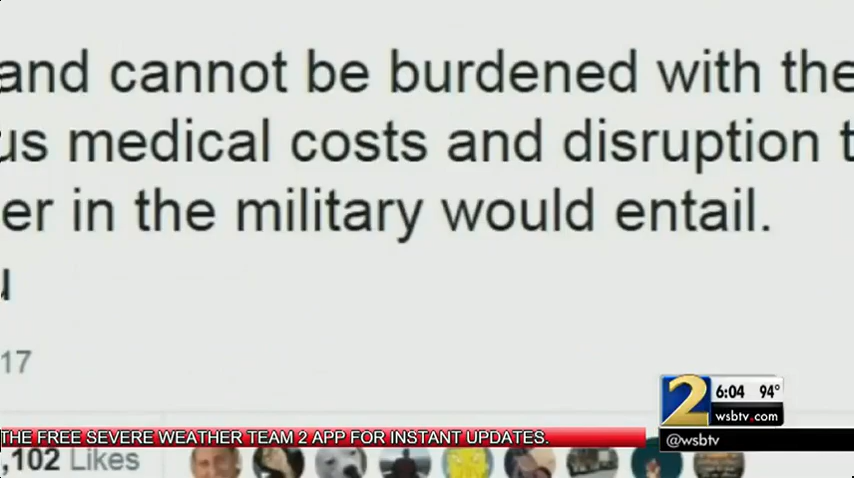 and cannot be burdened with the
us medical costs and disruption t
er in the military would entail.
u
17
2 6:04 94°
wsbtv.com
THE FREE SEVERE WEATHER TEAM 2 APP FOR INSTANT UPDATES.
@wsbtv
,102 Likes